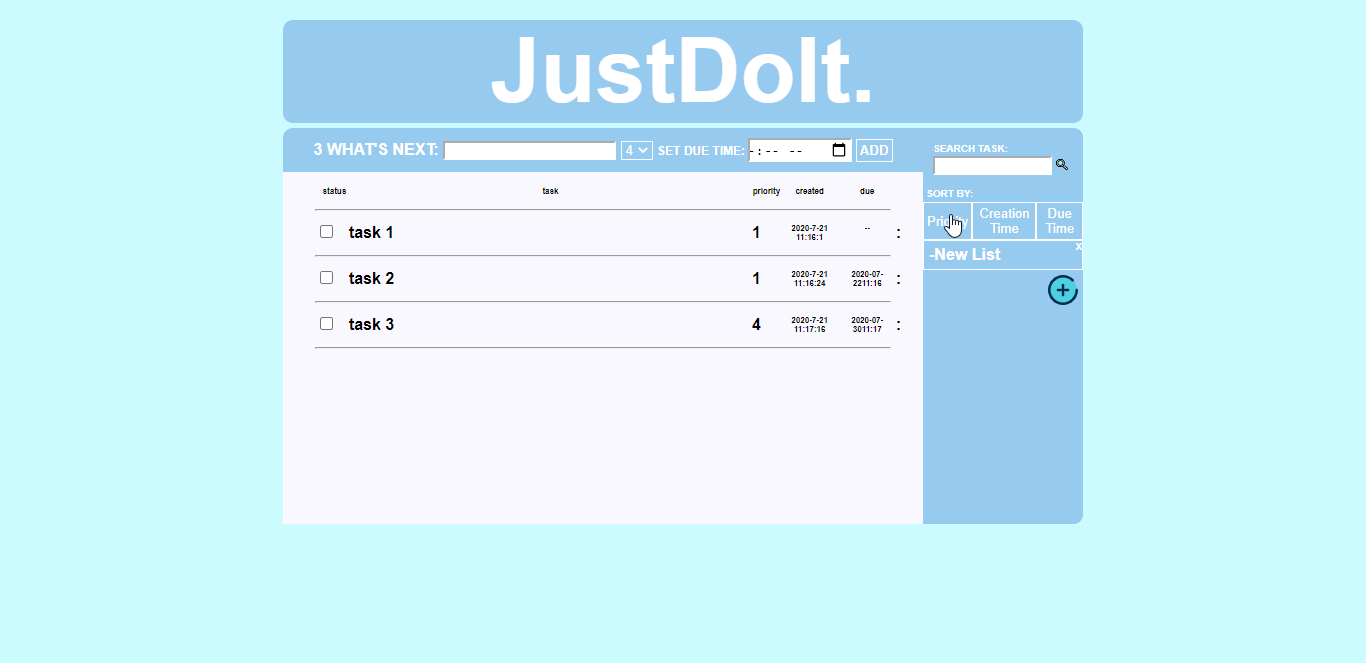 JustDoIt.
3 WHAT'S NEXT: 4 SET DUE TIME: -:-- -- ADD
SEARCH TASK:
SORT BY:
Priority Creation Time Due Time
-New List x
status task priority created due
task 1 1 2020-7-21 11:16:1 -- :
task 2 1 2020-7-21 11:16:24 2020-07-2211:16 :
task 3 4 2020-7-21 11:17:16 2020-07-3011:17 :